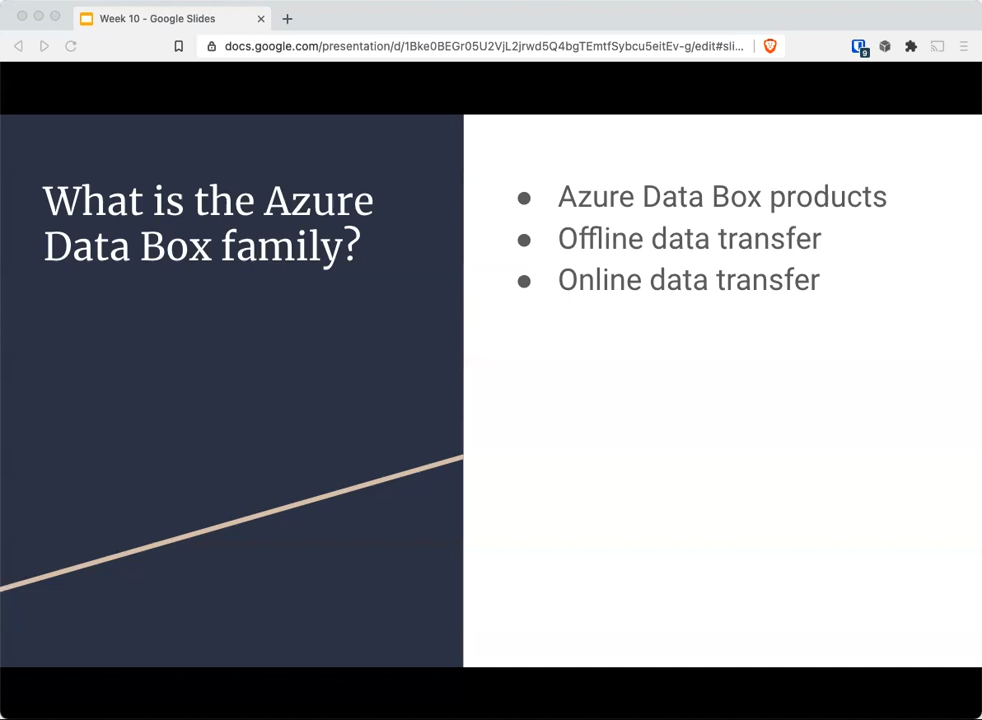 Week 10 - Google Slides
docs.google.com/presentation/d/1Bke0BEGr05U2VjL2jrwd5Q4bgTEmtfSybcu5eitEv-g/edit#sli...
9
What is the Azure
Data Box family?
● Azure Data Box products
● Offline data transfer
● Online data transfer